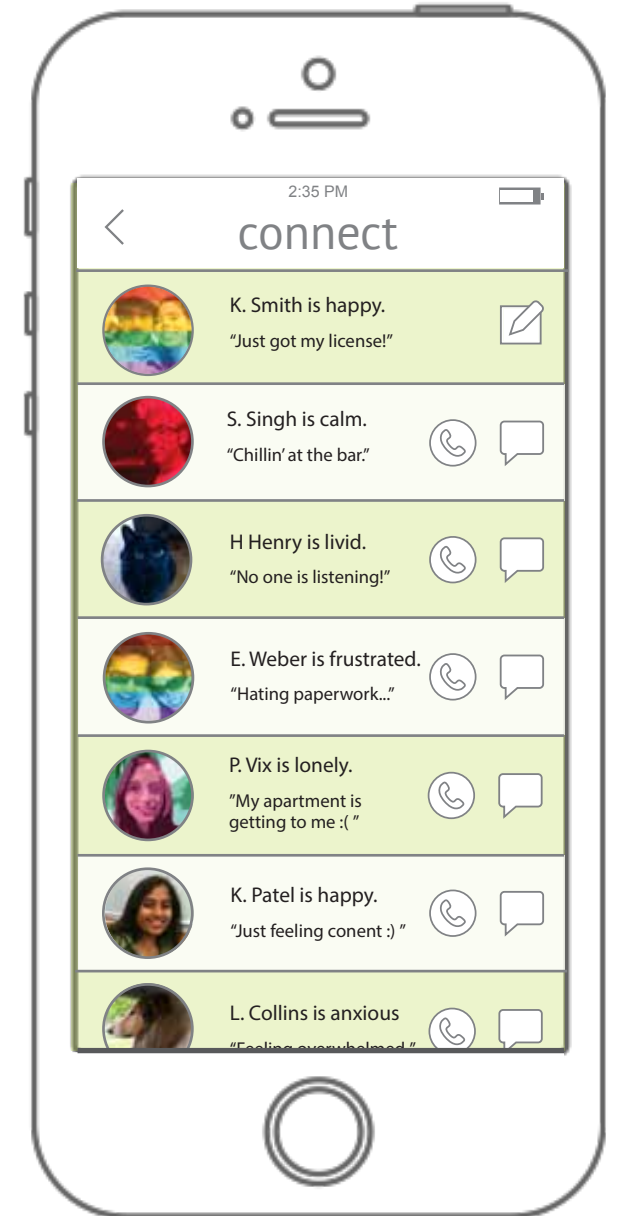 2:35 PM
connect
K. Smith is happy.
“Just got my license!”
S. Singh is calm.
“Chillin’ at the bar.”
H Henry is livid.
“No one is listening!”
E. Weber is frustrated.
“Hating paperwork...”
P. Vix is lonely.
”My apartment is
getting to me :( ”
K. Patel is happy.
“Just feeling conent :) ”
L. Collins is anxious
“Feeling overwhelmed.”